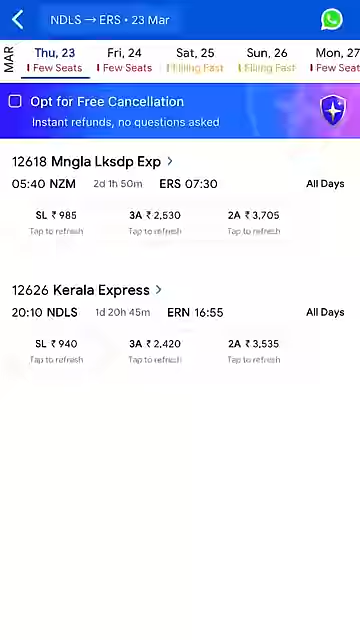 NDLS → ERS • 23 Mar
MAR
Thu, 23 Fri, 24 Sat, 25 Sun, 26 Mon, 27
Few Seats Few Seats Filling Fast Filling Fast Few Seats
Opt for Free Cancellation
Instant refunds, no questions asked
12618 Mngla Lksdp Exp >
05:40 NZM 2d 1h 50m ERS 07:30 All Days
SL ₹ 985 3A ₹ 2,530 2A ₹ 3,705
Tap to refresh Tap to refresh Tap to refresh
12626 Kerala Express >
20:10 NDLS 1d 20h 45m ERN 16:55 All Days
SL ₹ 940 3A ₹ 2,420 2A ₹ 3,535
Tap to refresh Tap to refresh Tap to refresh